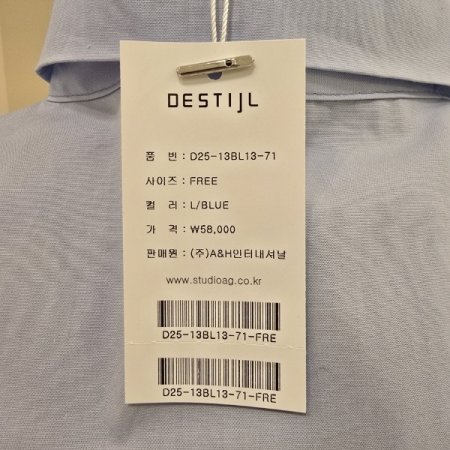 DESTIJL
품 번 : D25-13BL13-71
사이즈 : FREE
컬 러 : L/BLUE
가 격 : ₩58,000
판매원 : (주)A&H인터내셔날
www.studioag.co.kr
D25-13BL13-71-FRE
D25-13BL13-71-FRE